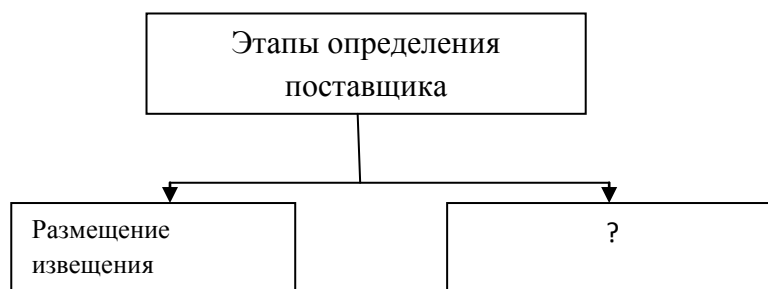 Этапы определения
поставщика
Размещение
извещения
?